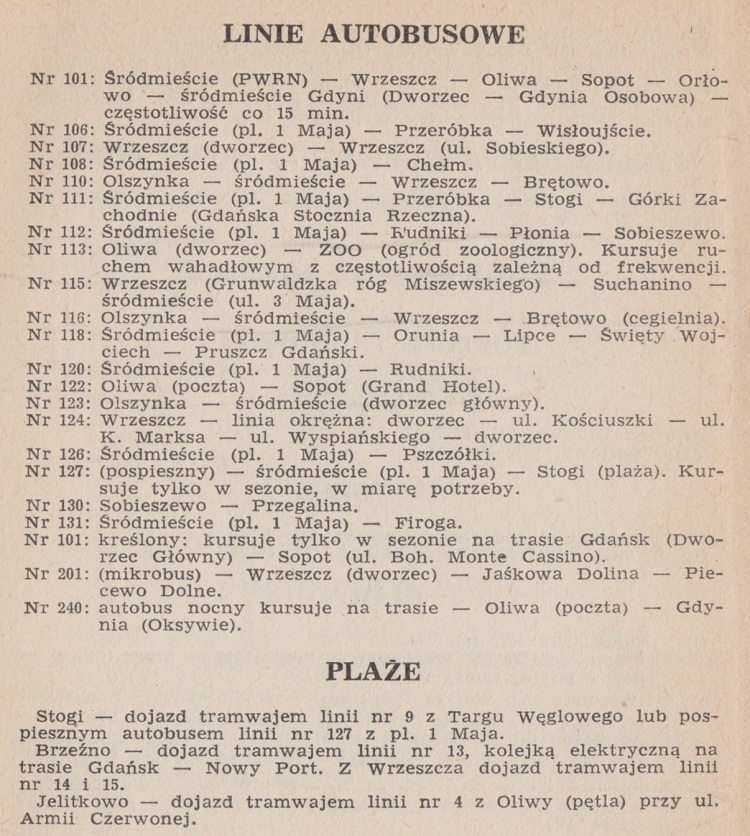 LINIE AUTOBUSOWE
Nr 101: Śródmieście (PWRN) — Wrzeszcz — Oliwa — Sopot — Orło-
wo — śródmieście Gdyni (Dworzec — Gdynia Osobowa) —
częstotliwość co 15 min.
Nr 106: Śródmieście (pl. 1 Maja) — Przeróbka — Wisłoujście.
Nr 107: Wrzeszcz (dworzec) — Wrzeszcz (ul. Sobieskiego).
Nr 108: Śródmieście (pl. 1 Maja) — Chełm.
Nr 110: Olszynka — śródmieście — Wrzeszcz — Brętowo.
Nr 111: Śródmieście (pl. 1 Maja) — Przeróbka — Stogi — Górki Za-
chodnie (Gdańska Stocznia Rzeczna).
Nr 112: Śródmieście (pl. 1 Maja) — Rudniki — Płonia — Sobieszewo.
Nr 113: Oliwa (dworzec) — ZOO (ogród zoologiczny). Kursuje ru-
chem wahadłowym z częstotliwością zależną od frekwencji.
Nr 115: Wrzeszcz (Grunwaldzka róg Miszewskiego) — Suchanino —
śródmieście (ul. 3 Maja).
Nr 116: Olszynka — śródmieście — Wrzeszcz — Brętowo (cegielnia).
Nr 118: Śródmieście (pl. 1 Maja) — Orunia — Lipce — Święty Woj-
ciech — Pruszcz Gdański.
Nr 120: Śródmieście (pl. 1 Maja) — Rudniki.
Nr 122: Oliwa (poczta) — Sopot (Grand Hotel).
Nr 123: Olszynka — śródmieście (dworzec główny).
Nr 124: Wrzeszcz — linia okrężna: dworzec — ul. Kościuszki — ul.
K. Marksa — ul. Wyspiańskiego — dworzec.
Nr 126: Śródmieście (pl. 1 Maja) — Pszczółki.
Nr 127: (pospieszny) — śródmieście (pl. 1 Maja) — Stogi (plaża). Kur-
suje tylko w sezonie, w miarę potrzeby.
Nr 130: Sobieszewo — Przegalina.
Nr 131: Śródmieście (pl. 1 Maja) — Firoga.
Nr 101: kreślony: kursuje tylko w sezonie na trasie Gdańsk (Dwo-
rzec Główny) — Sopot (ul. Boh. Monte Cassino).
Nr 201: (mikrobus) — Wrzeszcz (dworzec) — Jaśkowa Dolina — Pie-
cewo Dolne.
Nr 240: autobus nocny kursuje na trasie — Oliwa (poczta) — Gdy-
nia (Oksywie).
PLAŻE
Stogi — dojazd tramwajem linii nr 9 z Targu Węglowego lub pos-
piesznym autobusem linii nr 127 z pl. 1 Maja.
Brzeźno — dojazd tramwajem linii nr 13, kolejką elektryczną na
trasie Gdańsk — Nowy Port. Z Wrzeszcza dojazd tramwajem linii
nr 14 i 15.
Jelitkowo — dojazd tramwajem linii nr 4 z Oliwy (pętla) przy ul.
Armii Czerwonej.